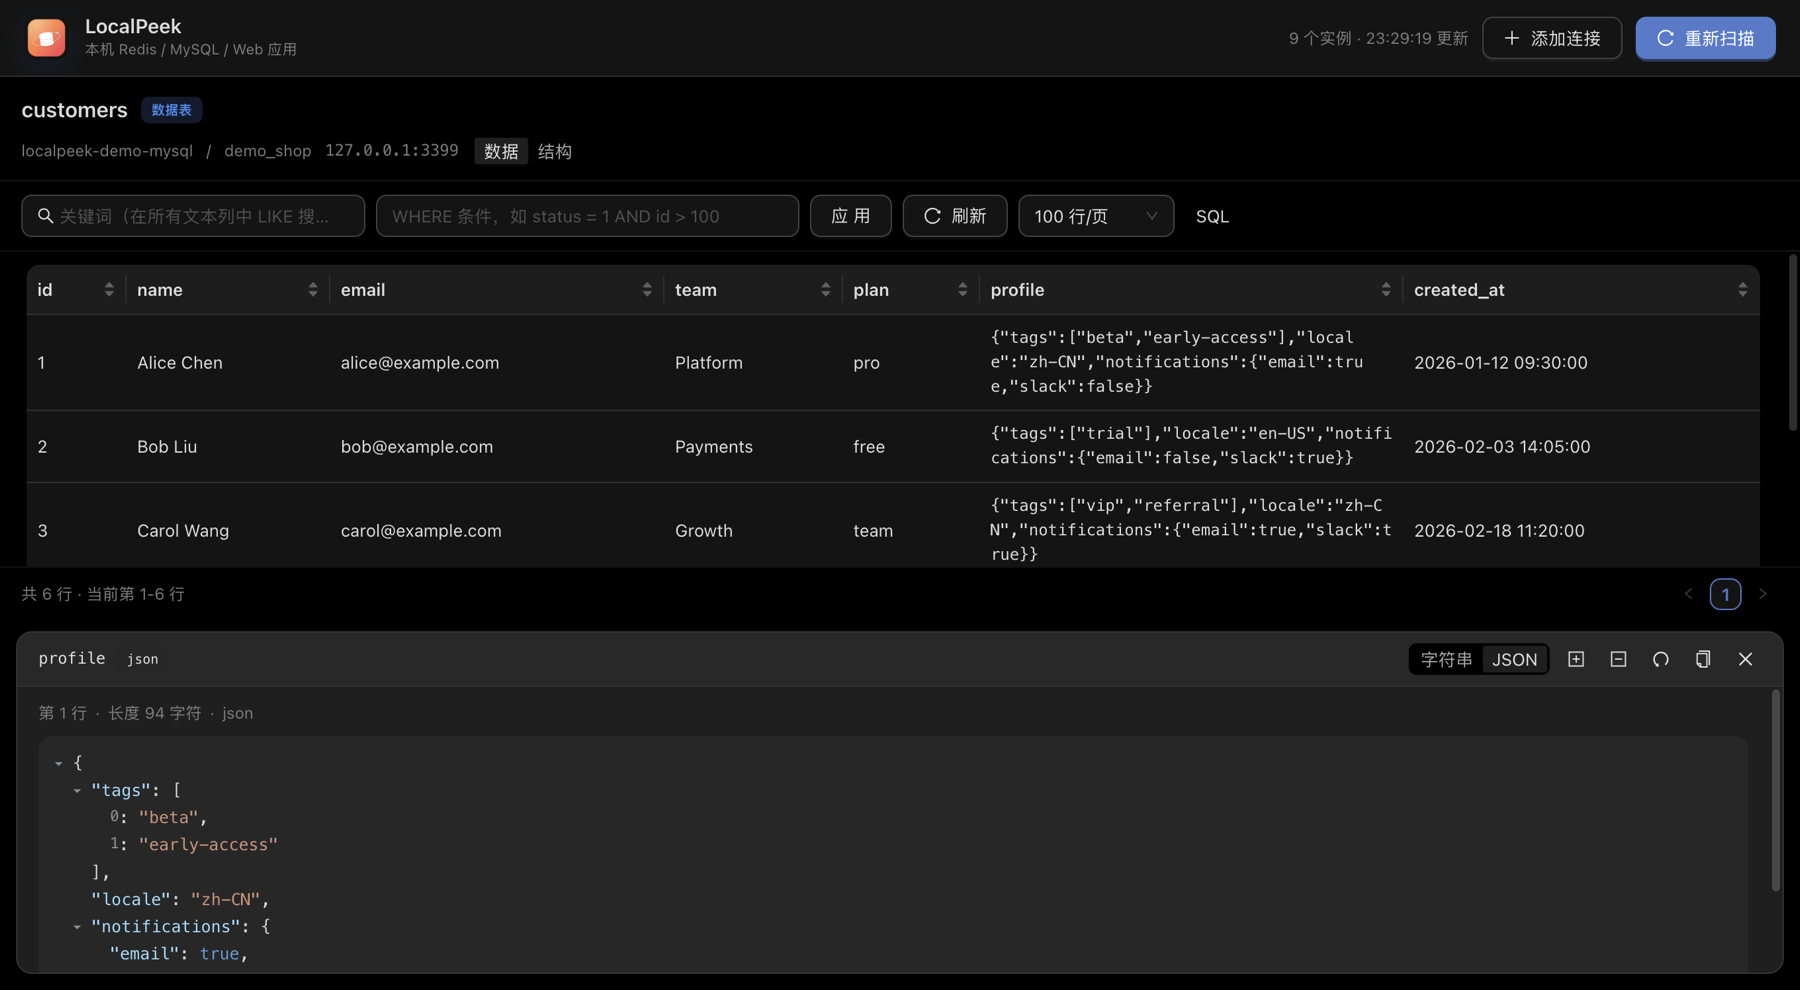 LocalPeek
本机 Redis / MySQL / Web 应用
9 个实例 · 23:29:19 更新
添加连接
重新扫描
customers 数据表
localpeek-demo-mysql / demo_shop 127.0.0.1:3399 数据 结构
关键词（在所有文本列中 LIKE 搜...
WHERE 条件，如 status = 1 AND id > 100
应 用
刷新
100 行/页
SQL
id name email team plan profile created_at
1 Alice Chen alice@example.com Platform pro {"tags":["beta","early-access"],"local
e":"zh-CN","notifications":{"email":tru
e,"slack":false}} 2026-01-12 09:30:00
2 Bob Liu bob@example.com Payments free {"tags":["trial"],"locale":"en-US","notifi
cations":{"email":false,"slack":true}} 2026-02-03 14:05:00
3 Carol Wang carol@example.com Growth team {"tags":["vip","referral"],"locale":"zh-C
N","notifications":{"email":true,"slack":t
rue}} 2026-02-18 11:20:00
共 6 行 · 当前第 1-6 行
1
profile json
字符串 JSON
第 1 行 · 长度 94 字符 · json
{
"tags": [
0: "beta",
1: "early-access"
],
"locale": "zh-CN",
"notifications": {
"email": true,